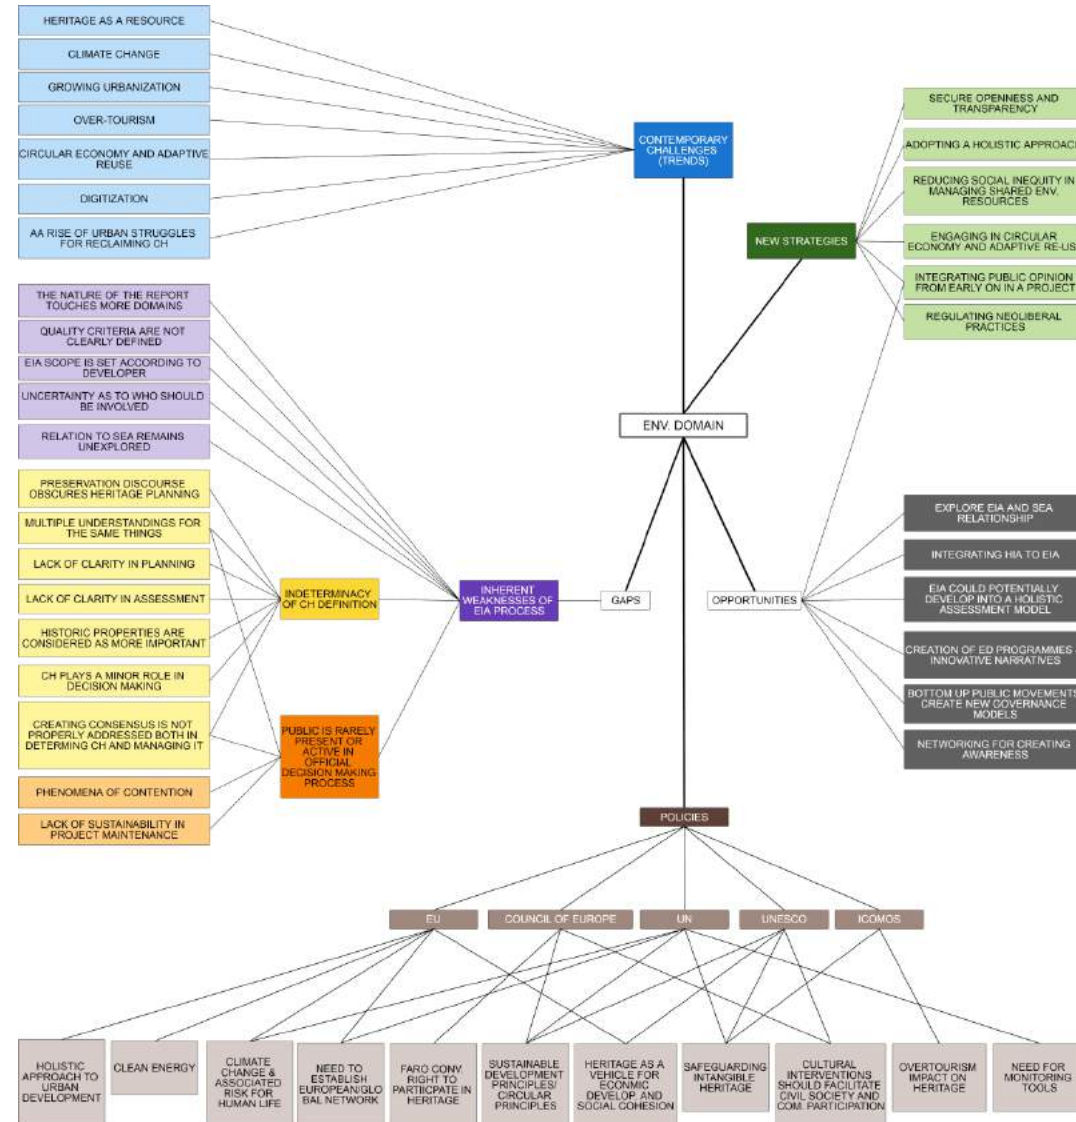 HERITAGE AS A RESOURCE
CLIMATE CHANGE
GROWING URBANIZATION
OVER-TOURISM
CIRCULAR ECONOMY AND ADAPTIVE
REUSE
DIGITIZATION
AA RISE OF URBAN STRUGGLES
FOR RECLAIMING CH
CONTEMPORARY
CHALLENGES
(TRENDS)
SECURE OPENNESS AND
TRANSPARENCY
ADOPTING A HOLISTIC APPROACH
REDUCING SOCIAL INEQUITY IN
MANAGING SHARED ENV.
RESOURCES
ENGAGING IN CIRCULAR
ECONOMY AND ADAPTIVE RE-US
INTEGRATING PUBLIC OPINION
FROM EARLY ON IN A PROJECT
REGULATING NEOLIBERAL
PRACTICES
NEW STRATEGIES
THE NATURE OF THE REPORT
TOUCHES MORE DOMAINS
QUALITY CRITERIA ARE NOT
CLEARLY DEFINED
EIA SCOPE IS SET ACCORDING TO
DEVELOPER
UNCERTAINTY AS TO WHO SHOULD
BE INVOLVED
RELATION TO SEA REMAINS
UNEXPLORED
ENV. DOMAIN
PRESERVATION DISCOURSE
OBSCURES HERITAGE PLANNING
MULTIPLE UNDERSTANDINGS FOR
THE SAME THINGS
LACK OF CLARITY IN PLANNING
LACK OF CLARITY IN ASSESSMENT
HISTORIC PROPERTIES ARE
CONSIDERED AS MORE IMPORTANT
CH PLAYS A MINOR ROLE IN
DECISION MAKING
CREATING CONSENSUS IS NOT
PROPERLY ADDRESSED BOTH IN
DETERMING CH AND MANAGING IT
PHENOMENA OF CONTENTION
LACK OF SUSTAINABILITY IN
PROJECT MAINTENANCE
INDETERMINACY
OF CH DEFINITION
PUBLIC IS RARELY
PRESENT OR
ACTIVE IN
OFFICIAL
DECISION MAKING
PROCESS
INHERENT
WEAKNESSES OF
EIA PROCESS
GAPS
OPPORTUNITIES
EXPLORE EIA AND SEA
RELATIONSHIP
INTEGRATING HIA TO EIA
EIA COULD POTENTIALLY
DEVELOP INTO A HOLISTIC
ASSESSMENT MODEL
CREATION OF ED PROGRAMMES
INNOVATIVE NARRATIVES
BOTTOM UP PUBLIC MOVEMENTS
CREATE NEW GOVERNANCE
MODELS
NETWORKING FOR CREATING
AWARENESS
POLICIES
EU
COUNCIL OF EUROPE
UN
UNESCO
ICOMOS
HOLISTIC
APPROACH TO
URBAN
DEVELOPMENT
CLEAN ENERGY
CLIMATE
CHANGE &
ASSOCIATED
RISK FOR
HUMAN LIFE
NEED TO
ESTABLISH
EUROPEAN/GLO
BAL NETWORK
FARO CONV.
RIGHT TO
PARTIICPATE IN
HERITAGE
SUSTAINABLE
DEVELOPMENT
PRINCIPLES/
CIRCULAR
PRINCIPLES
HERITAGE AS A
VEHICLE FOR
ECONMIC
DEVELOP. AND
SOCIAL COHESION
SAFEGUARDING
INTANGIBLE
HERITAGE
CULTURAL
INTERVENTIONS
SHOULD FACILITATE
CIVIL SOCIETY AND
COM. PARTICIPATION
OVERTOURISM
IMPACT ON
HERITAGE
NEED FOR
MONITORING
TOOLS